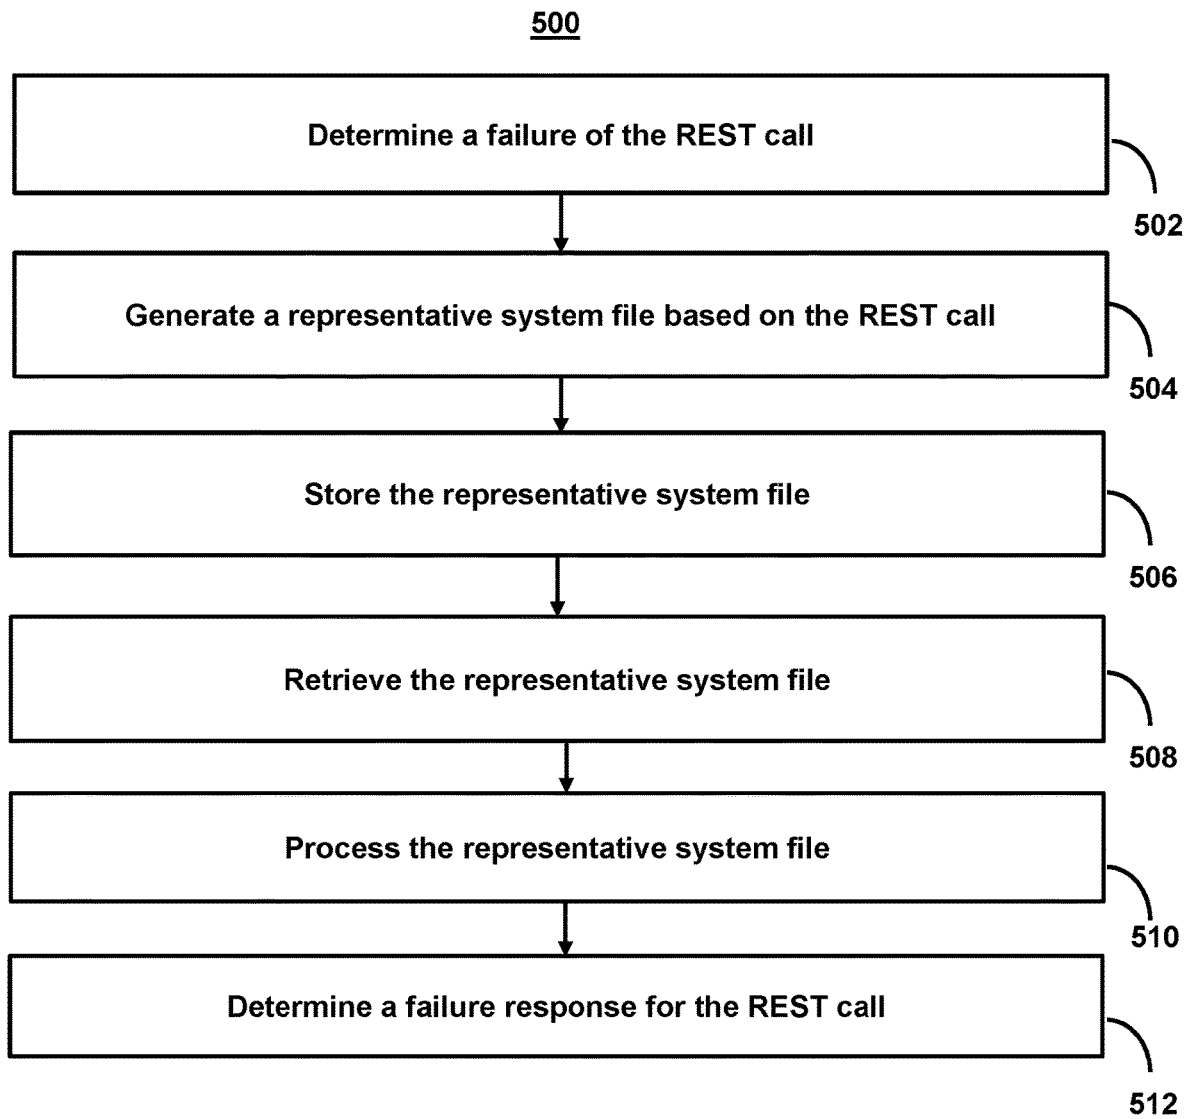 500
Determine a failure of the REST call
502
Generate a representative system file based on the REST call
504
Store the representative system file
506
Retrieve the representative system file
508
Process the representative system file
510
Determine a failure response for the REST call
512